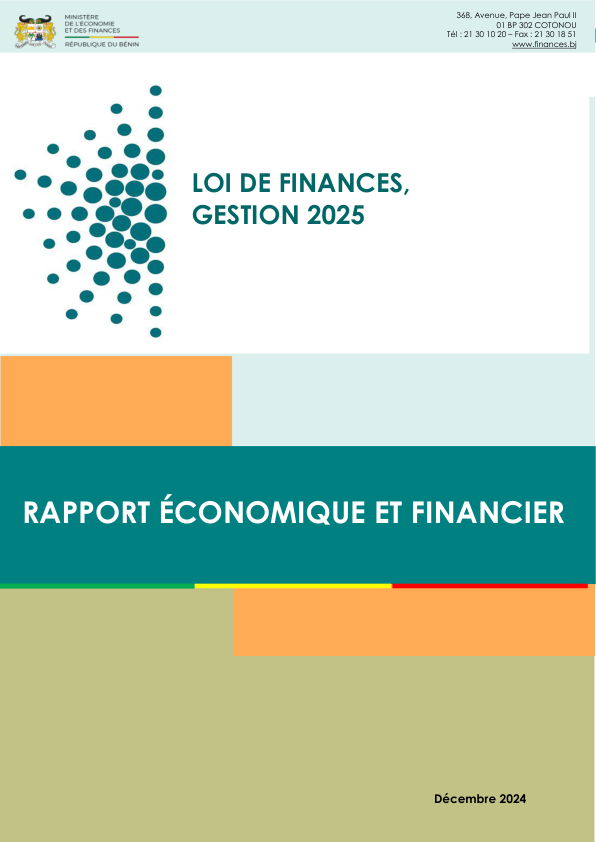 MINISTÈRE
DE L'ÉCONOMIE
ET DES FINANCES
RÉPUBLIQUE DU BÉNIN
368, Avenue, Pape Jean Paul II
01 BP 302 COTONOU
Tél : 21 30 10 20 – Fax : 21 30 18 51
www.finances.bj
LOI DE FINANCES,
GESTION 2025
RAPPORT ÉCONOMIQUE ET FINANCIER
Décembre 2024